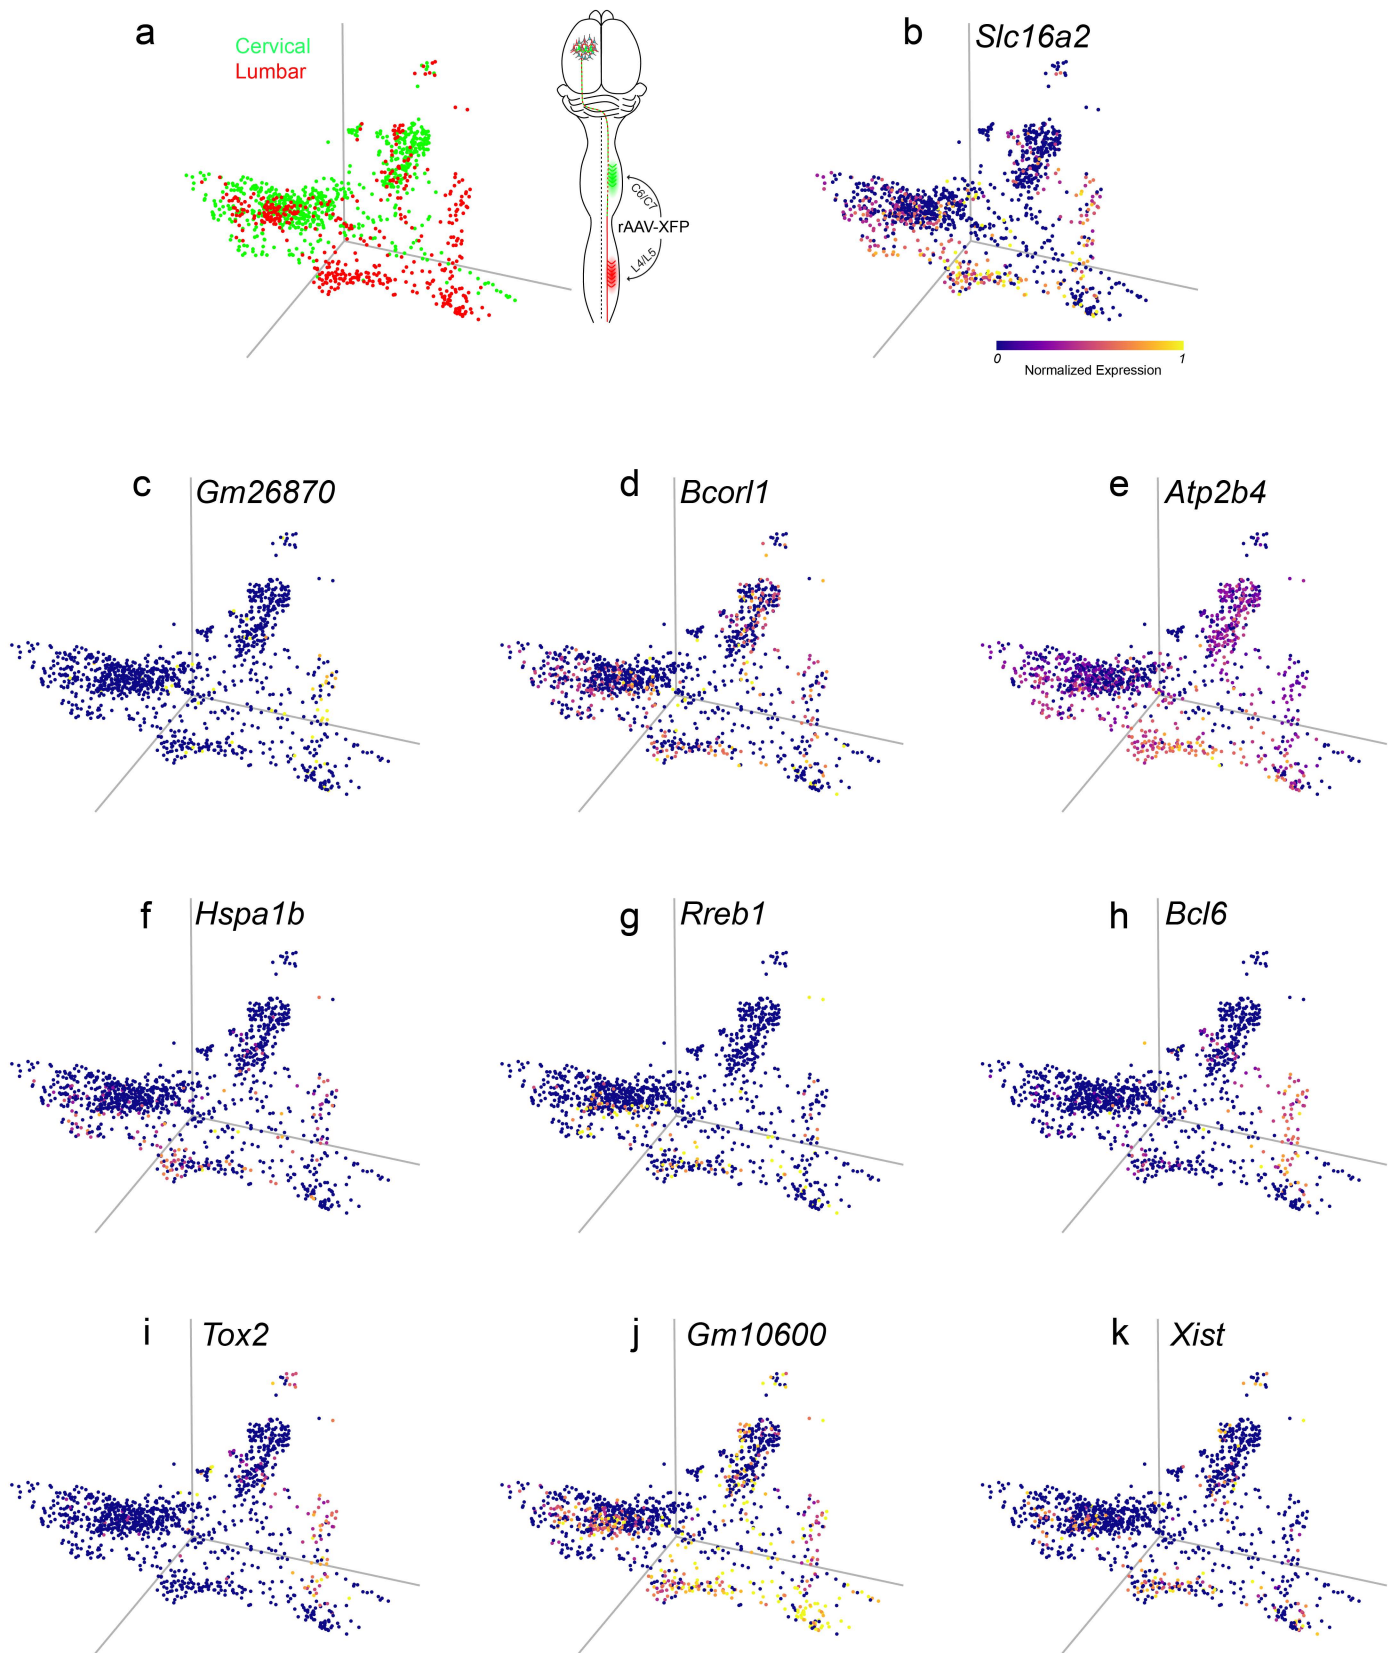 a
Cervical
Lumbar
C6/C7
rAAV-XFP
L4/L5
b
Slc16a2
0
1
Normalized Expression
c
Gm26870
d
Bcorl1
e
Atp2b4
f
Hspa1b
g
Rreb1
h
Bcl6
i
Tox2
j
Gm10600
k
Xist